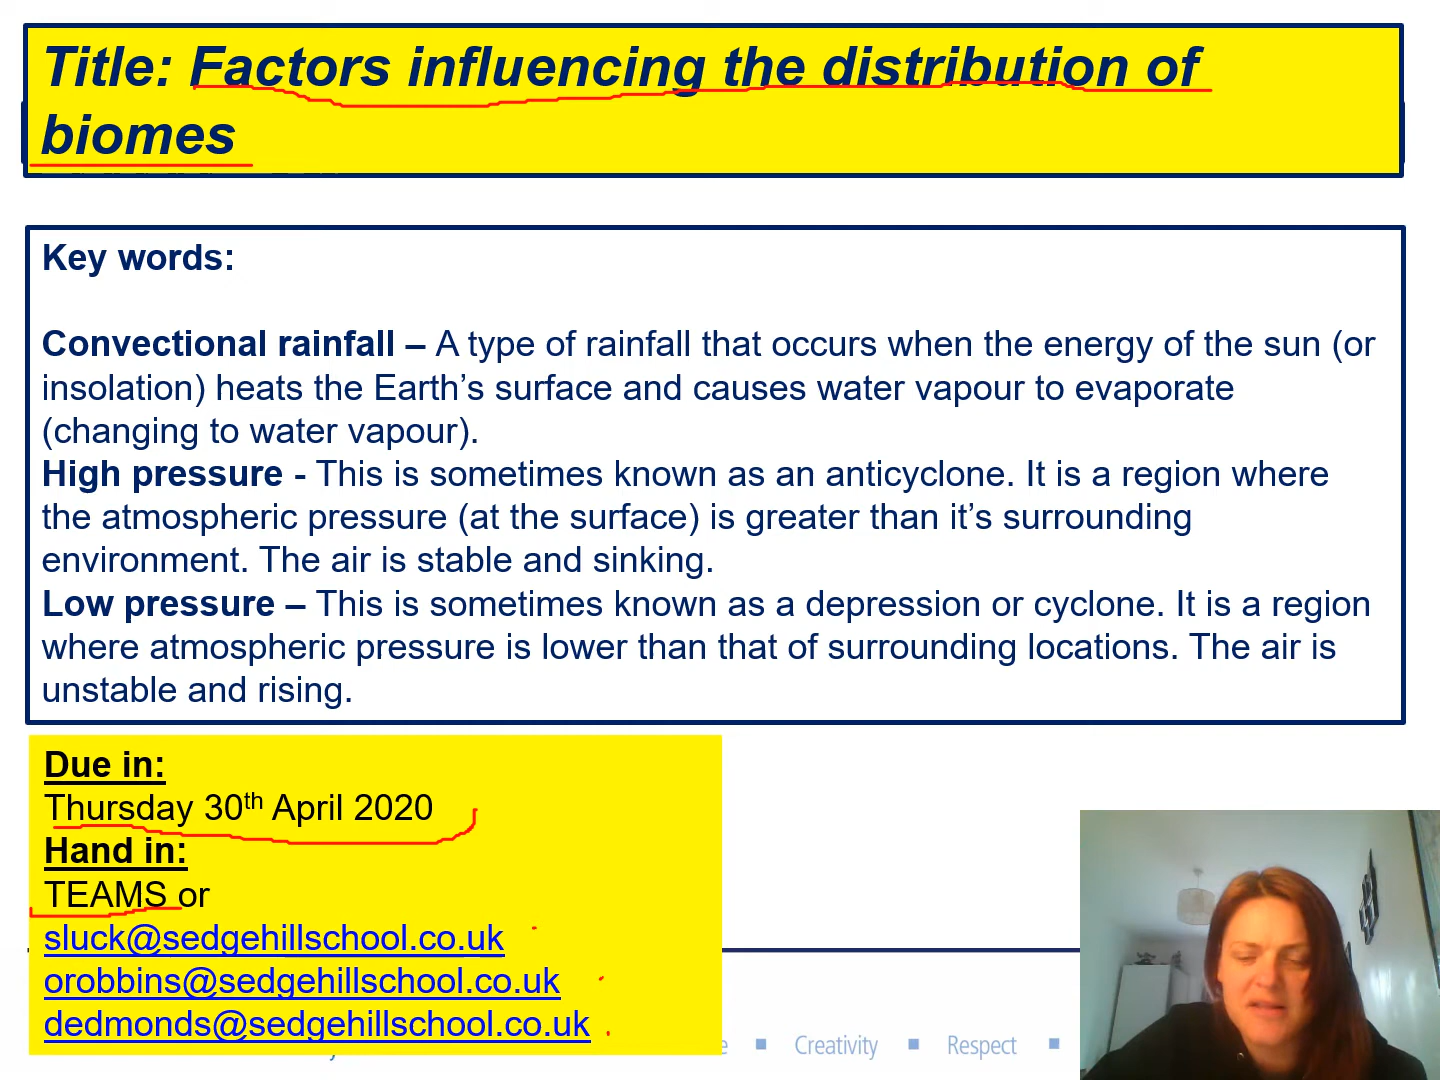 Title: Factors influencing the distribution of
biomes
Key words:
Convectional rainfall – A type of rainfall that occurs when the energy of the sun (or
insolation) heats the Earth’s surface and causes water vapour to evaporate
(changing to water vapour).
High pressure - This is sometimes known as an anticyclone. It is a region where
the atmospheric pressure (at the surface) is greater than it’s surrounding
environment. The air is stable and sinking.
Low pressure – This is sometimes known as a depression or cyclone. It is a region
where atmospheric pressure is lower than that of surrounding locations. The air is
unstable and rising.
Due in:
Thursday 30th April 2020
Hand in:
TEAMS or
sluck@sedgehillschool.co.uk
orobbins@sedgehillschool.co.uk
dedmonds@sedgehillschool.co.uk
Creativity ▪ Respect ▪